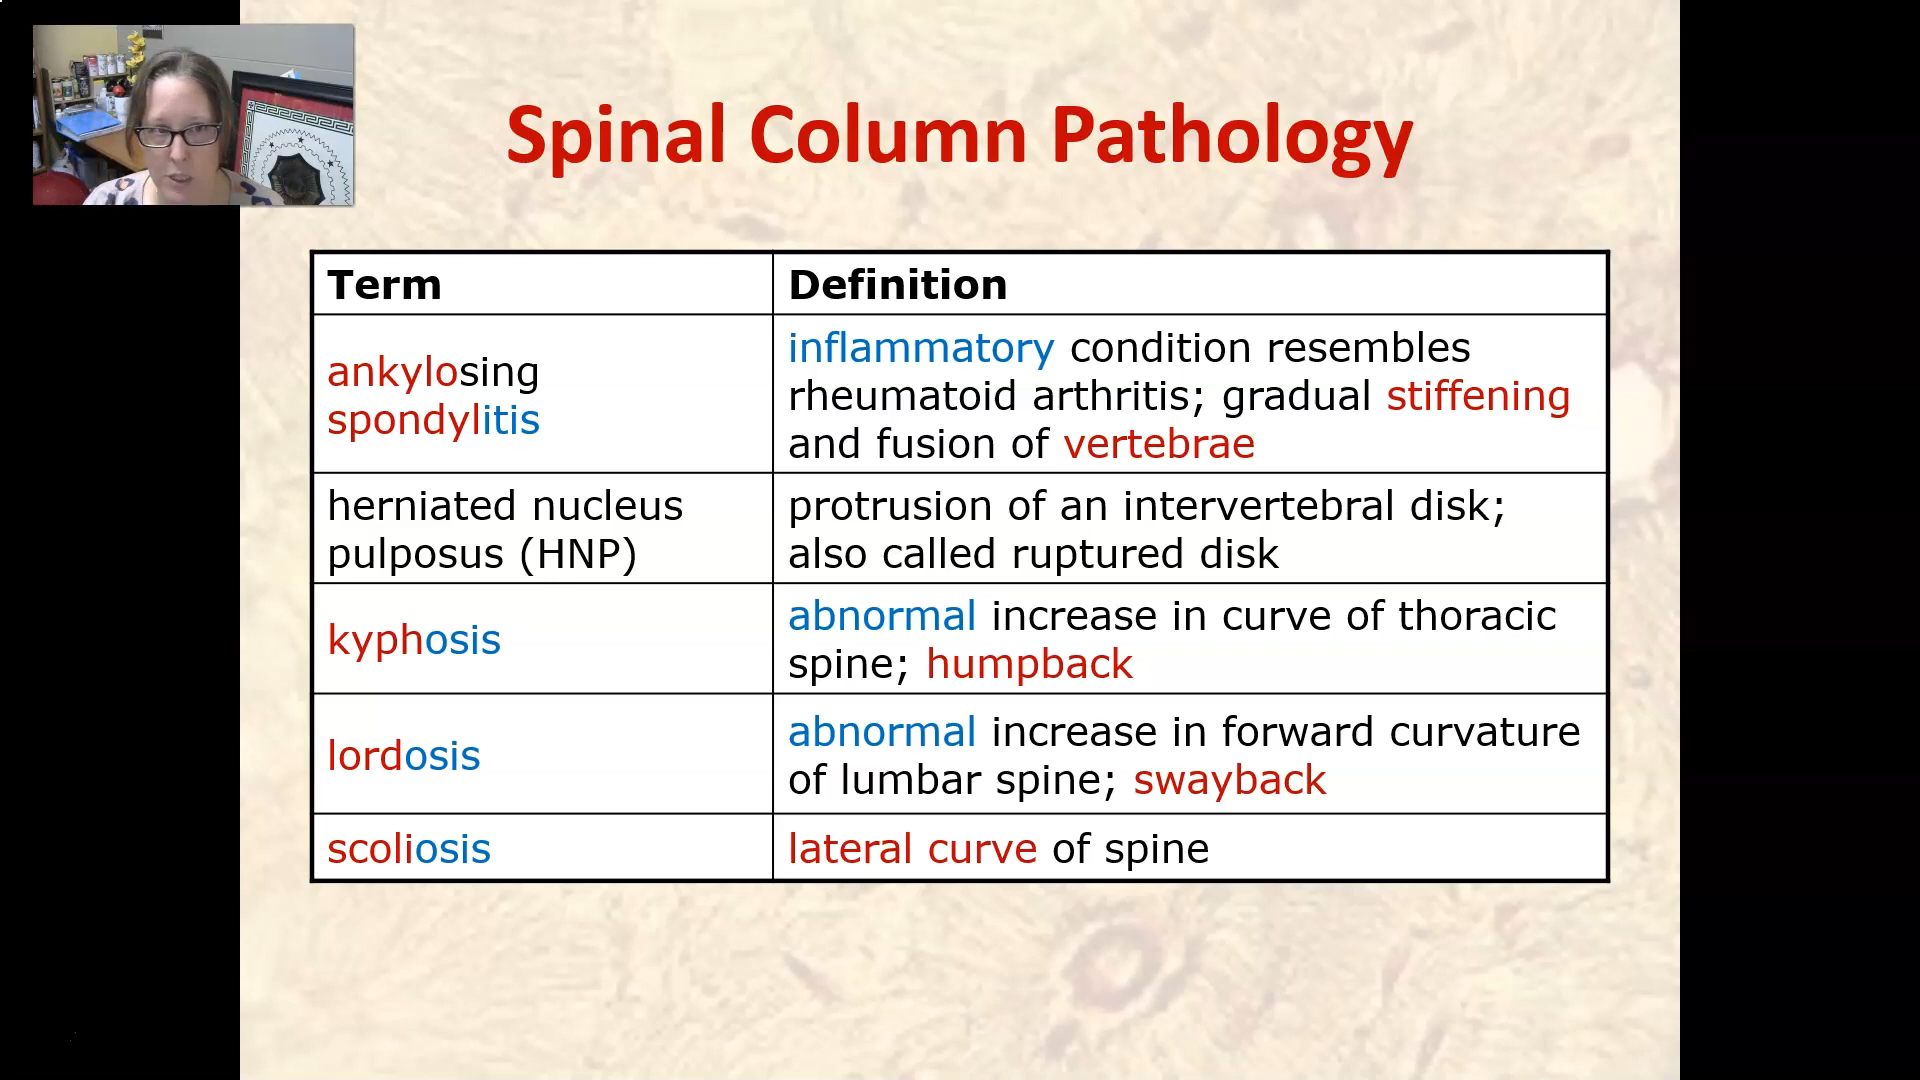 Spinal Column Pathology
Term
Definition
ankylosing
spondylitis
inflammatory condition resembles
rheumatoid arthritis; gradual stiffening
and fusion of vertebrae
herniated nucleus
pulposus (HNP)
protrusion of an intervertebral disk;
also called ruptured disk
kyphosis
abnormal increase in curve of thoracic
spine; humpback
lordosis
abnormal increase in forward curvature
of lumbar spine; swayback
scoliosis
lateral curve of spine